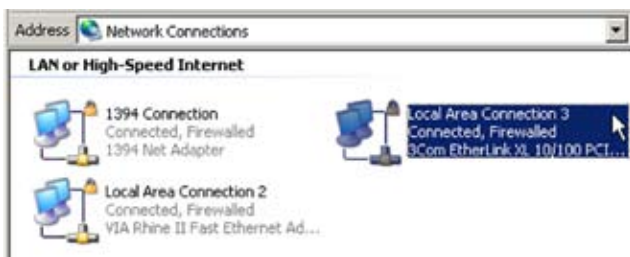 Address Network Connections
LAN or High-Speed Internet
1394 Connection
Connected, Firewalled
1394 Net Adapter
Local Area Connection 3
Connected, Firewalled
3Com EtherLink XL 10/100 PCI...
Local Area Connection 2
Connected, Firewalled
VIA Rhine II Fast Ethernet Ad...